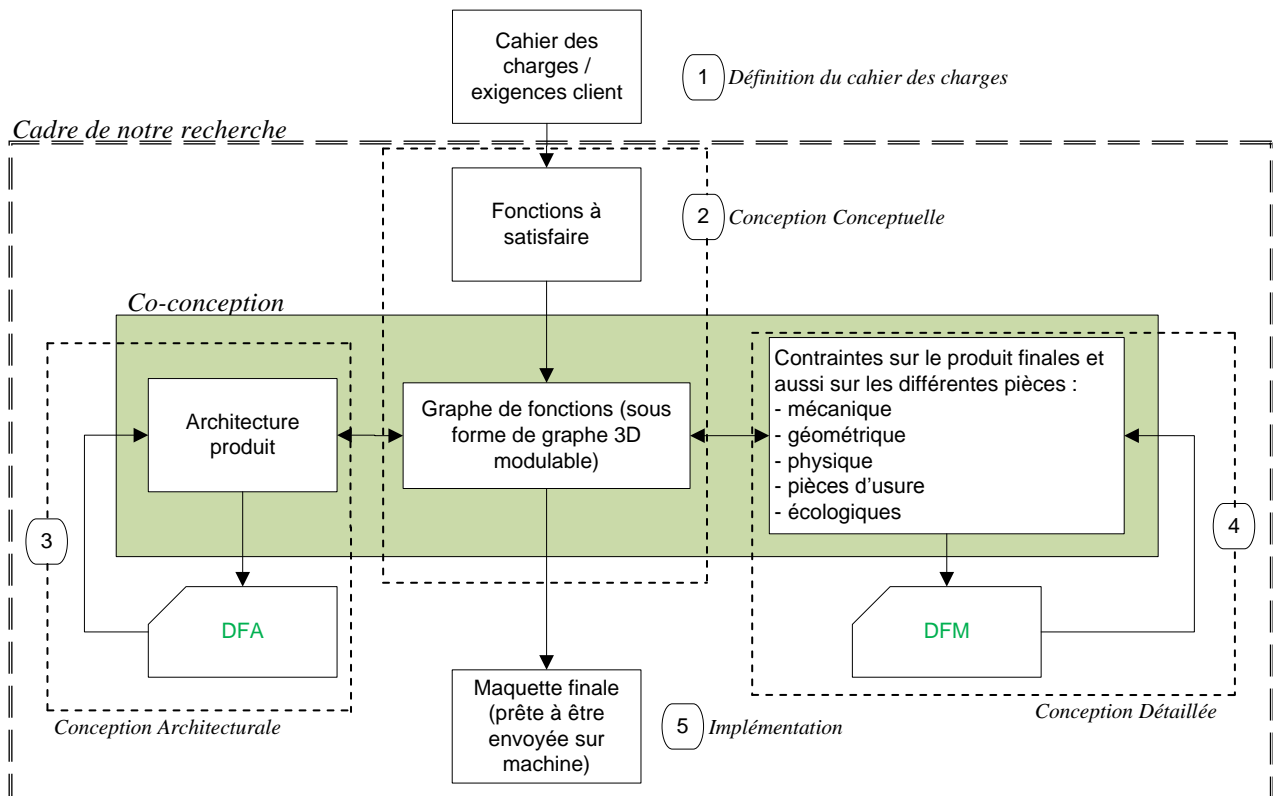 Cahier des
charges /
exigences client
1
Définition du cahier des charges
Cadre de notre recherche
Fonctions à
satisfaire
2
Conception Conceptuelle
Co-conception
Architecture
produit
Graphe de fonctions (sous
forme de graphe 3D
modulable)
Contraintes sur le produit finales et
aussi sur les différentes pièces :
- mécanique
- géométrique
- physique
- pièces d'usure
- écologiques
3
4
DFA
DFM
Conception Architecturale
Maquette finale
(prête à être
envoyée sur
machine)
5
Implémentation
Conception Détaillée